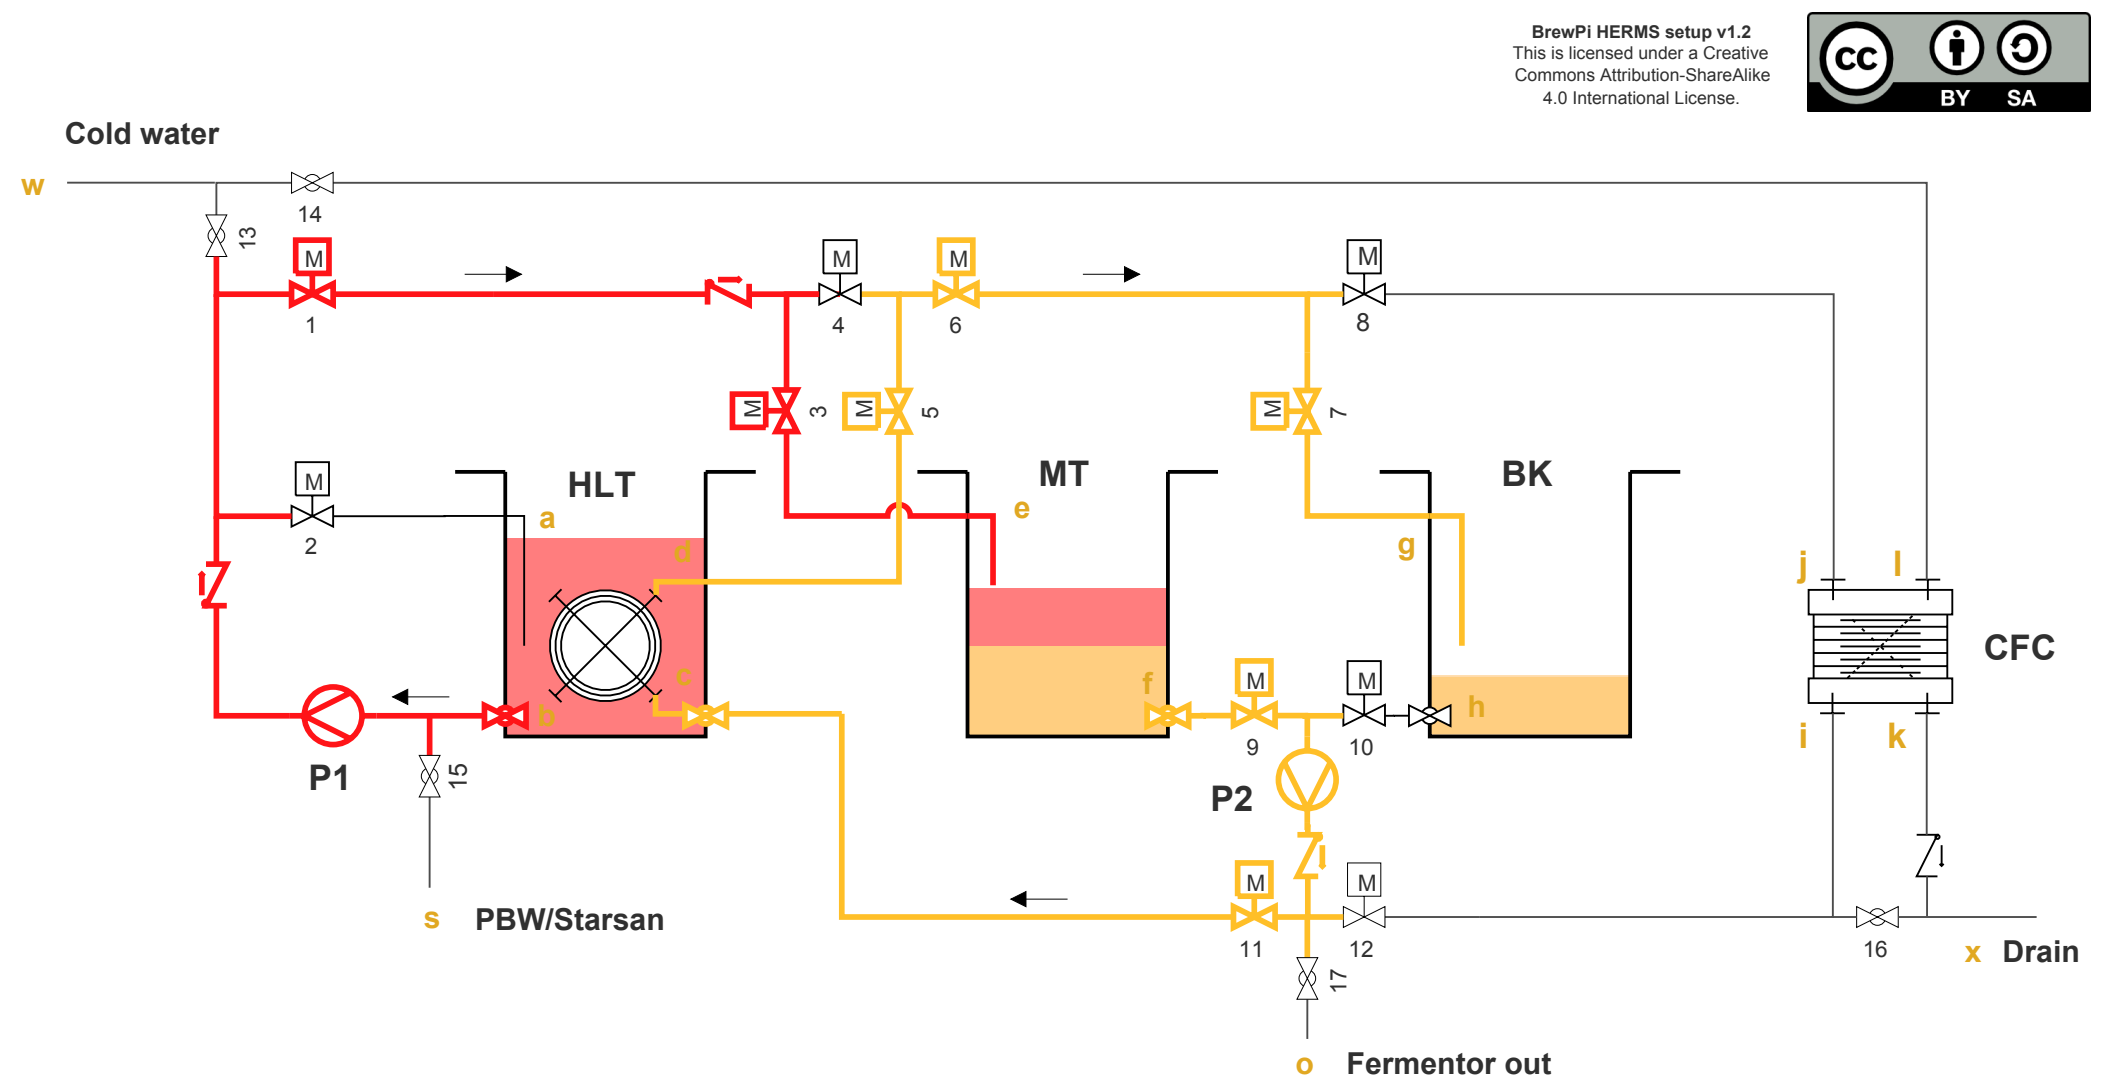 BrewPi HERMS setup v1.2
This is licensed under a Creative
Commons Attribution-ShareAlike
4.0 International License.
CC
BY SA
Cold water
w
14
13
M
M
M
M
1
4
6
8
M
3
M
5
M
7
HLT
MT
BK
M
a
e
2
d
g
j
l
CFC
c
f
M
M
b
h
9
10
i
k
P1
15
P2
M
M
s
PBW/Starsan
11
12
16
17
x
Drain
o
Fermentor out